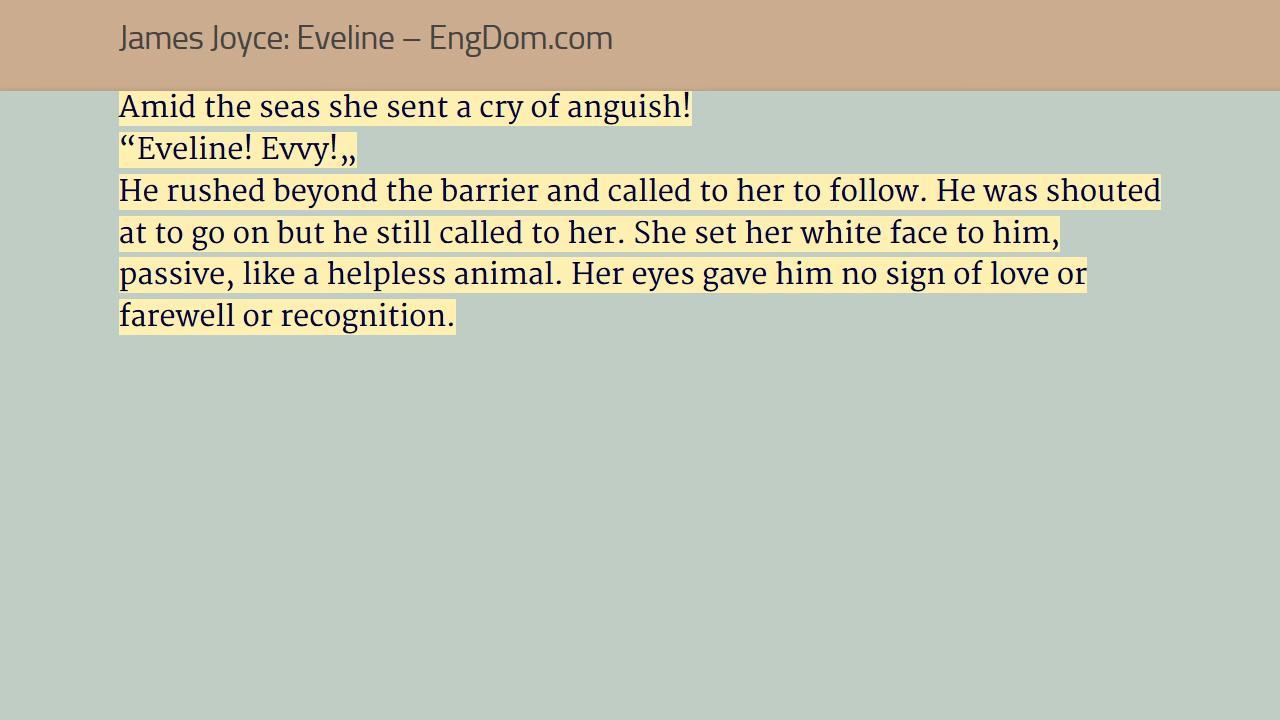 James Joyce: Eveline – EngDom.com
Amid the seas she sent a cry of anguish!
“Eveline! Evvy!„
He rushed beyond the barrier and called to her to follow. He was shouted
at to go on but he still called to her. She set her white face to him,
passive, like a helpless animal. Her eyes gave him no sign of love or
farewell or recognition.